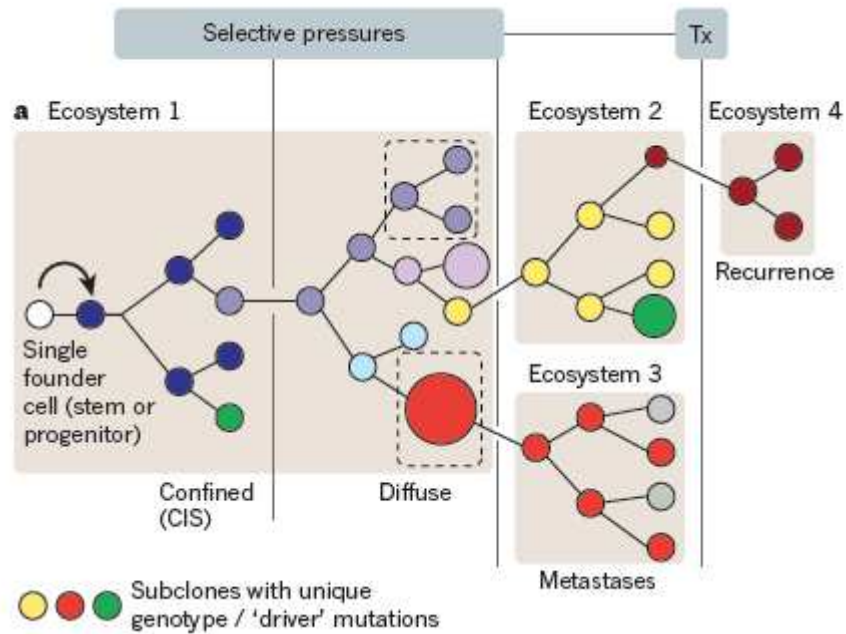 Selective pressures
Tx
a Ecosystem 1
Ecosystem 2
Ecosystem 4
Single
founder
cell (stem or
progenitor)
Recurrence
Ecosystem 3
Confined
(CIS)
Diffuse
Metastases
Subclones with unique
genotype / ‘driver’ mutations